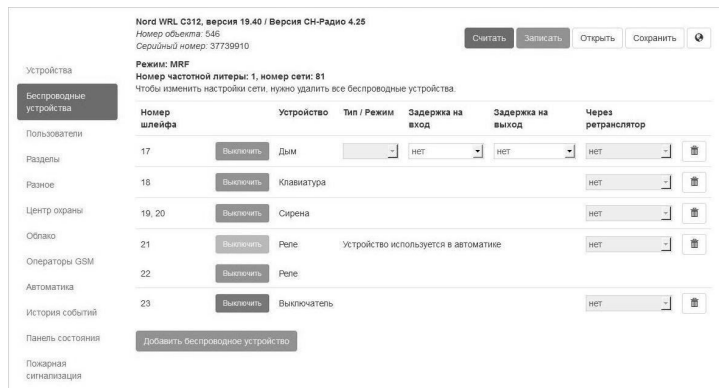 Nord WRL C312, версия 19.40 / Версия СН-Радио 4.25
Номер объекта: 546
Серийный номер: 37739910
Считать
Записать
Открыть
Сохранить
Режим: MRF
Номер частотной литеры: 1, номер сети: 81
Чтобы изменить настройки сети, нужно удалить все беспроводные устройства.
Устройства
Беспроводные
устройства
Пользователи
Разделы
Разное
Центр охраны
Облако
Операторы GSM
Автоматика
История событий
Панель состояния
Пожарная
сигнализация
Номер
шлейфа
Устройство
Тип / Режим
Задержка на
вход
Задержка на
выход
Через
ретранслятор
17 Выключить Дым нет нет нет
18 Выключить Клавиатура нет
19, 20 Выключить Сирена нет
21 Выключить Реле Устройство используется в автоматике нет
22 Выключить Реле
23 Выключить Выключатель нет
Добавить беспроводное устройство